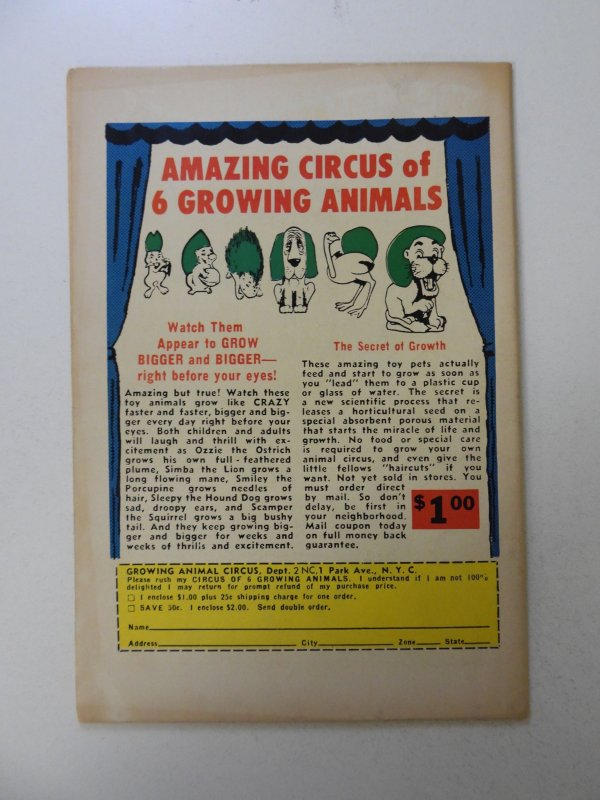 AMAZING CIRCUS of
6 GROWING ANIMALS
Watch Them
Appear to GROW
BIGGER and BIGGER—
right before your eyes!
Amazing but true! Watch these
toy animals grow like CRAZY
faster and faster, bigger and big-
ger every day right before your
eyes. Both children and adults
will laugh and thrill with ex-
citement as Ozzie the Ostrich
grows his own full-feathered
plume, Simba the Lion grows a
long flowing mane, Smiley the
Porcupine grows needles of
hair, Sleepy the Hound Dog grows
sad, droopy ears, and Scamper
the Squirrel grows a big bushy
tail. And they keep growing big-
ger and bigger for weeks and
weeks of thrills and excitement.
The Secret of Growth
These amazing toy pets actually
feed and start to grow as soon as
you "lead" them to a plastic cup
or glass of water. The secret is
a new scientific process that re-
leases a horticultural seed on a
special absorbent porous material
that starts the miracle of life and
growth. No food or special care
is required to grow your own
animal circus, and even give the
little fellows "haircuts" if you
want. Not yet sold in stores. You
must order direct
by mail. So don't
delay, be first in
your neighborhood.
Mail coupon today
on full money back
guarantee.
$1.00
GROWING ANIMAL CIRCUS, Dept. 2NC,1 Park Ave., N. Y. C.
Please rush my CIRCUS OF 6 GROWING ANIMALS. I understand if I am not 100%
delighted I may return for prompt refund of my purchase price.
☐ I enclose $1.00 plus 25c shipping charge for one order.
☐ SAVE 50c. I enclose $2.00. Send double order.
Name
Address City Zone State